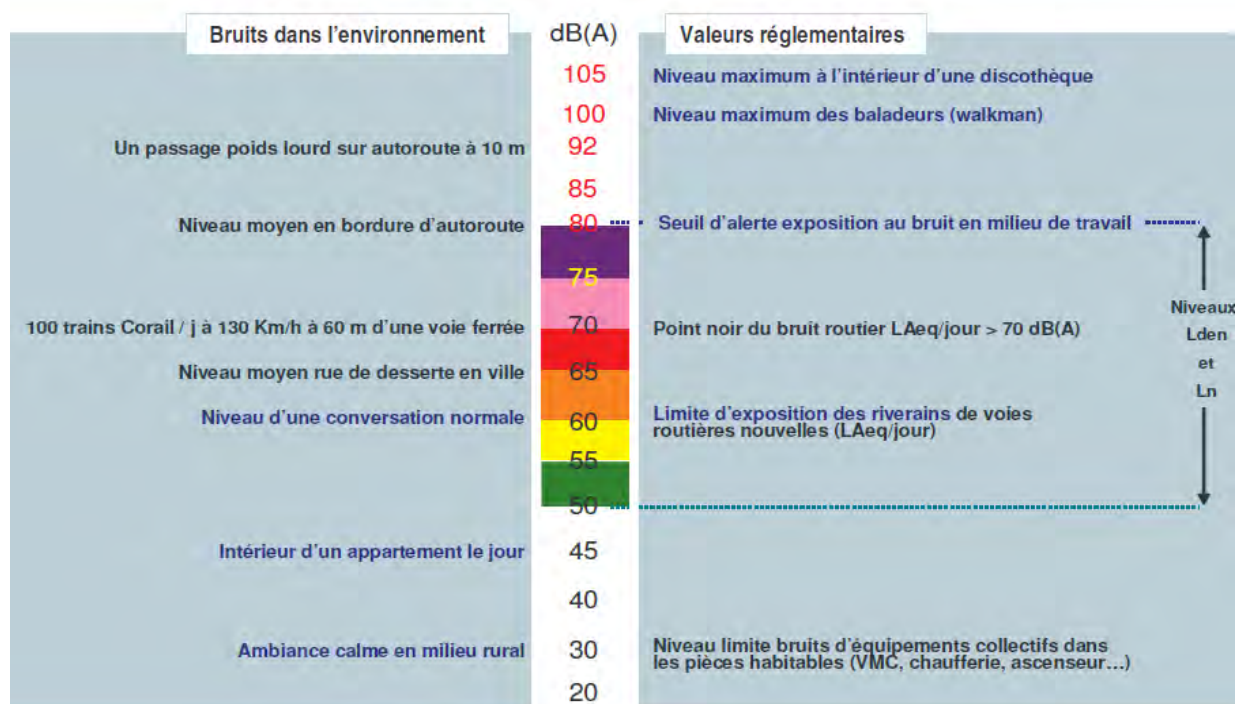 Bruits dans l'environnement
dB(A)
Valeurs réglementaires
105
Niveau maximum à l'intérieur d'une discothèque
100
Niveau maximum des baladeurs (walkman)
Un passage poids lourd sur autoroute à 10 m
92
85
Niveau moyen en bordure d'autoroute
80
Seuil d'alerte exposition au bruit en milieu de travail
75
100 trains Corail / j à 130 Km/h à 60 m d'une voie ferrée
70
Point noir du bruit routier LAeq/jour > 70 dB(A)
Niveaux
Lden
et
Ln
Niveau moyen rue de desserte en ville
65
Niveau d'une conversation normale
60
Limite d'exposition des riverains de voies
routières nouvelles (LAeq/jour)
55
50
Intérieur d'un appartement le jour
45
40
Ambiance calme en milieu rural
30
Niveau limite bruits d'équipements collectifs dans
les pièces habitables (VMC, chaufferie, ascenseur…)
20